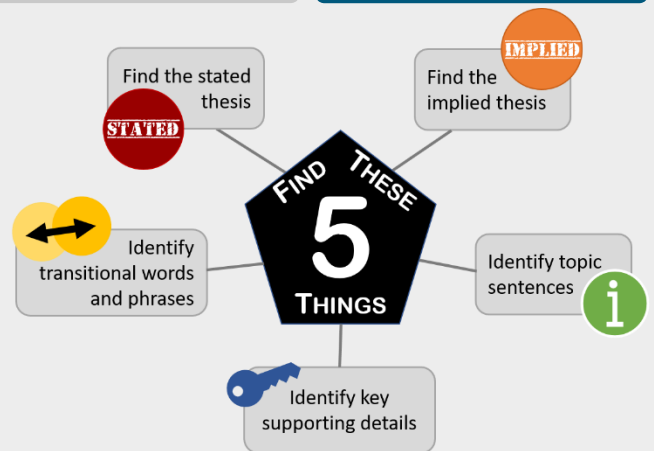 Find the stated
thesis
STATED
IMPLIED
Find the
implied thesis
FIND THESE
5
THINGS
Identify
transitional words
and phrases
Identify topic
sentences
i
Identify key
supporting details